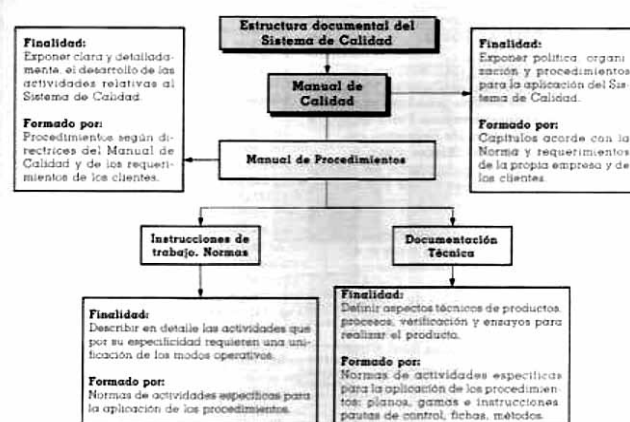 Estructura documental del
Sistema de Calidad
Finalidad:
Exponer clara y detallada-
mente, el desarrollo de las
actividades relativas al
Sistema de Calidad.
Formado por:
Procedimientos según di-
rectrices del Manual de
Calidad y de los requeri-
mientos de los clientes.
Manual de
Calidad
Finalidad:
Exponer política, organi
zación y procedimientos
para la aplicación del Sis-
tema de Calidad.
Formado por:
Capítulos acorde con la
Norma y requerimientos
de la propia empresa y de
los clientes.
Manual de Procedimientos
Instrucciones de
trabajo. Normas
Documentación
Técnica
Finalidad:
Describir en detalle las actividades que
por su especificidad requieren una uni-
ficación de los modos operativos.
Formado por:
Normas de actividades específicas para
la aplicación de los procedimientos.
Finalidad:
Definir aspectos técnicos de productos,
procesos, verificación y ensayos para
realizar el producto.
Formado por:
Normas de actividades específicas
para la aplicación de los procedimien-
tos: planos, gamas e instrucciones
pautas de control, fichas, métodos.